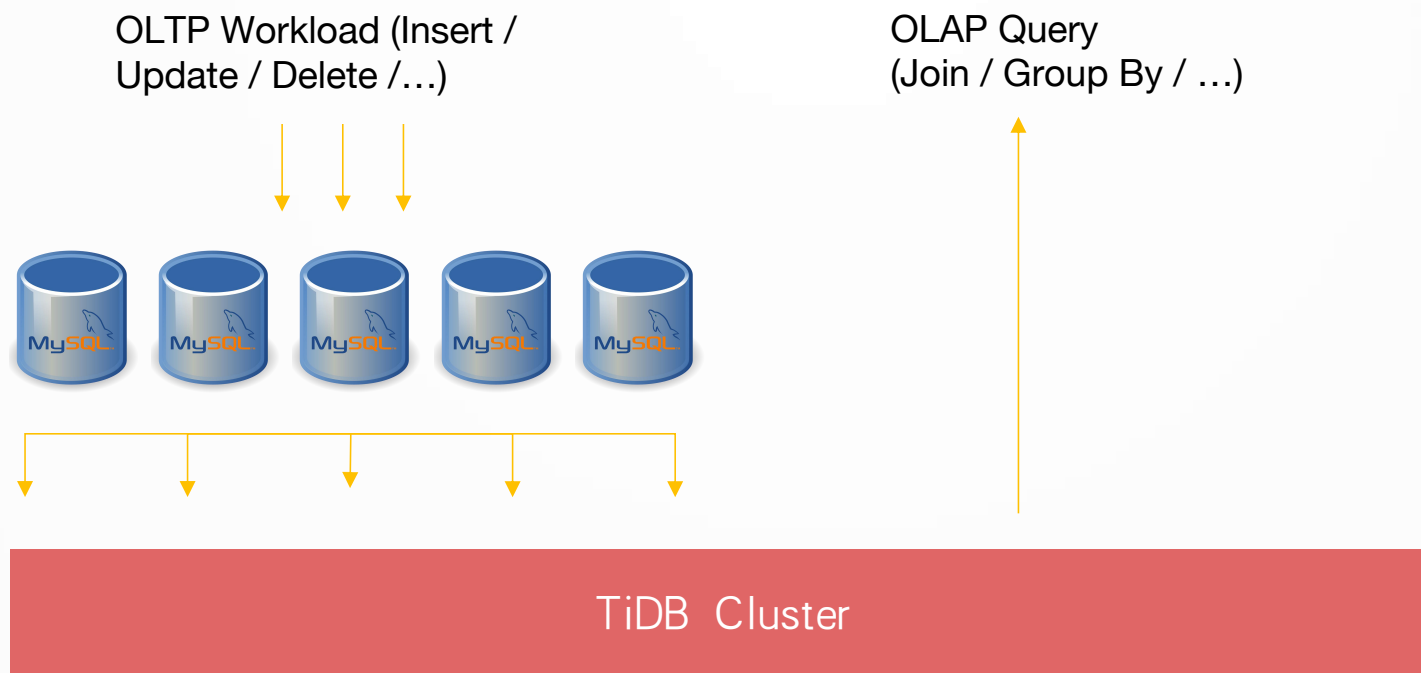 OLTP Workload (Insert /
Update / Delete /…)
OLAP Query
(Join / Group By / …)
MySQL
MySQL
MySQL
MySQL
MySQL
TiDB Cluster